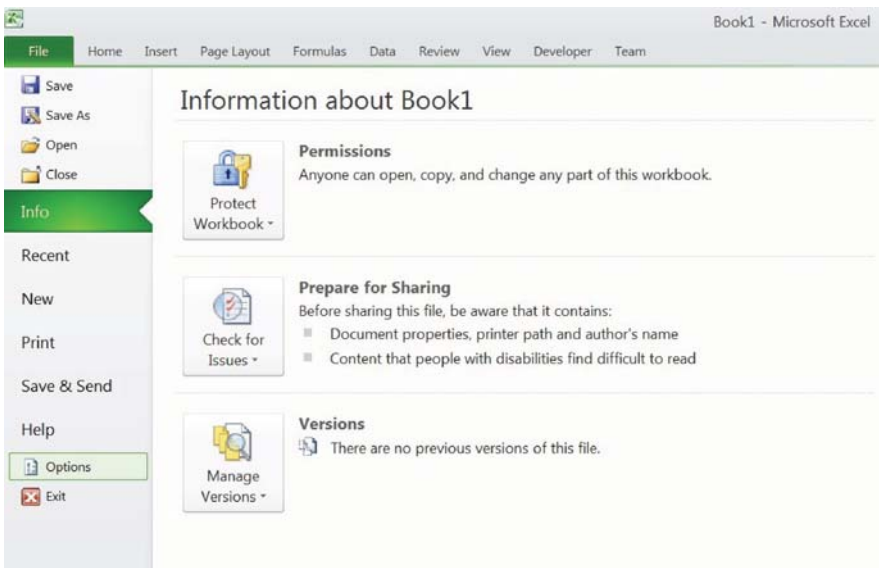 Book1 - Microsoft Excel
File Home Insert Page Layout Formulas Data Review View Developer Team
Save
Save As
Open
Close
Info
Recent
New
Print
Save & Send
Help
Options
Exit
Information about Book1
Protect
Workbook
Permissions
Anyone can open, copy, and change any part of this workbook.
Check for
Issues
Prepare for Sharing
Before sharing this file, be aware that it contains:
Document properties, printer path and author's name
Content that people with disabilities find difficult to read
Manage
Versions
Versions
There are no previous versions of this file.